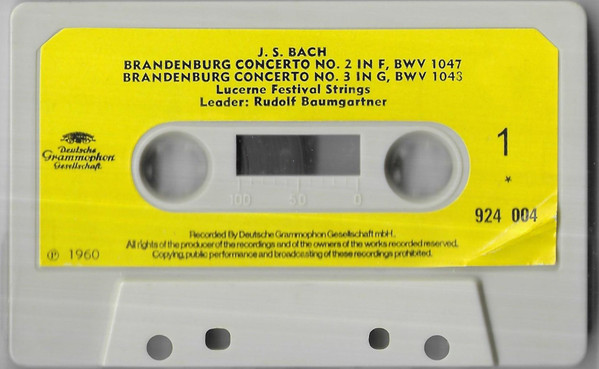 J. S. BACH
BRANDENBURG CONCERTO NO. 2 IN F, BWV 1047
BRANDENBURG CONCERTO NO. 3 IN G, BWV 1048
Lucerne Festival Strings
Leader: Rudolf Baumgartner
Deutsche
Grammophon
Gesellschaft
1
*
924 004
100 50 0
Recorded By Deutsche Grammophon Gesellschaft mbH.
All rights of the producer of the recordings and of the owners of the works recorded reserved.
Copying, public performance and broadcasting of these recordings prohibited.
℗ 1960